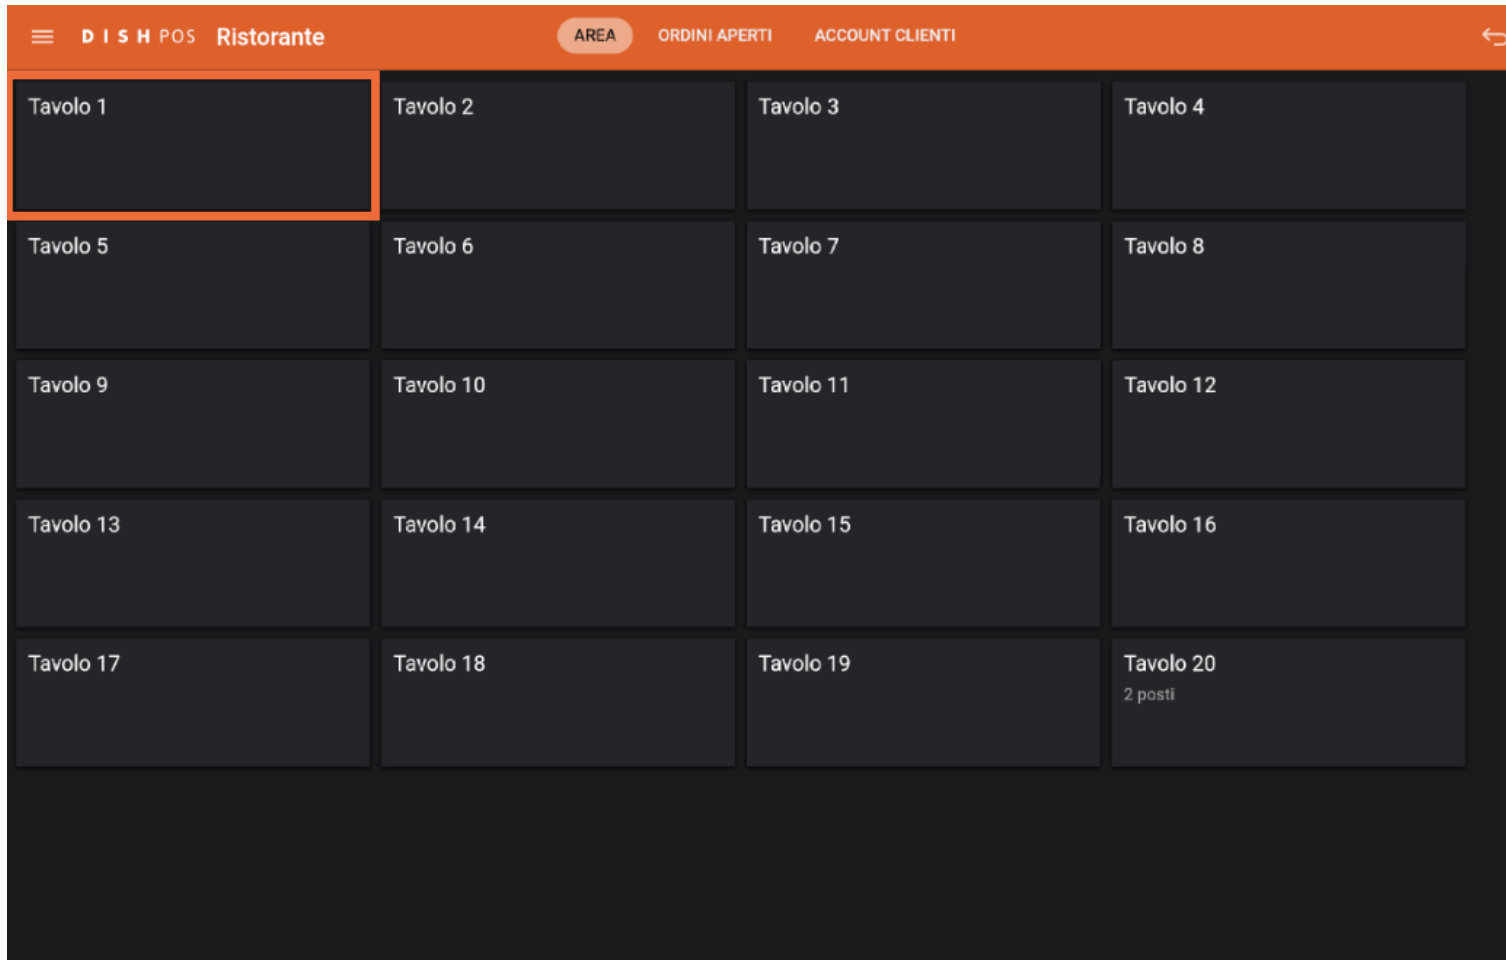 DISH POS Ristorante AREA ORDINI APERTI ACCOUNT CLIENTI
Tavolo 1 Tavolo 2 Tavolo 3 Tavolo 4
Tavolo 5 Tavolo 6 Tavolo 7 Tavolo 8
Tavolo 9 Tavolo 10 Tavolo 11 Tavolo 12
Tavolo 13 Tavolo 14 Tavolo 15 Tavolo 16
Tavolo 17 Tavolo 18 Tavolo 19 Tavolo 20
2 posti